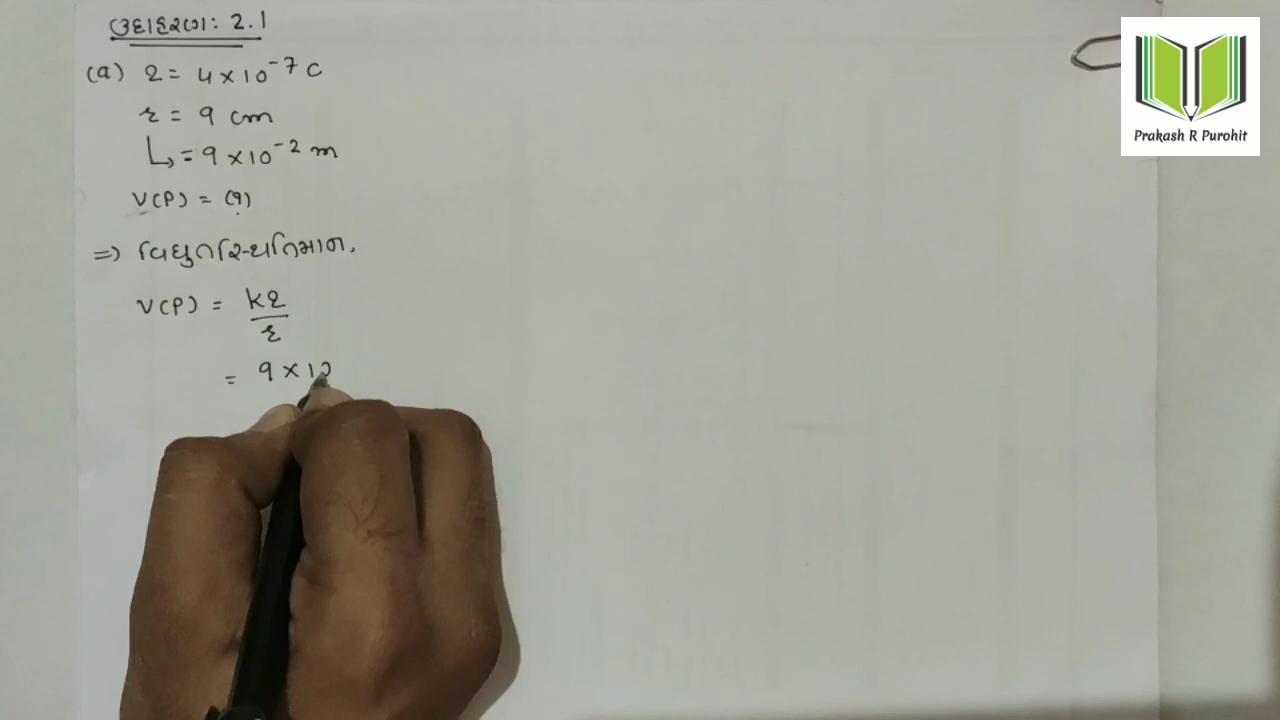 ઉદાહરણ: 2.1
(a) q = 4 × 10⁻⁷ C
r = 9 cm
↳ = 9 × 10⁻² m
V(P) = (?)
⇒ વિદ્યુતસ્થિતિમાન,
V(P) = kq / r
= 9 × 10
Prakash R Purohit